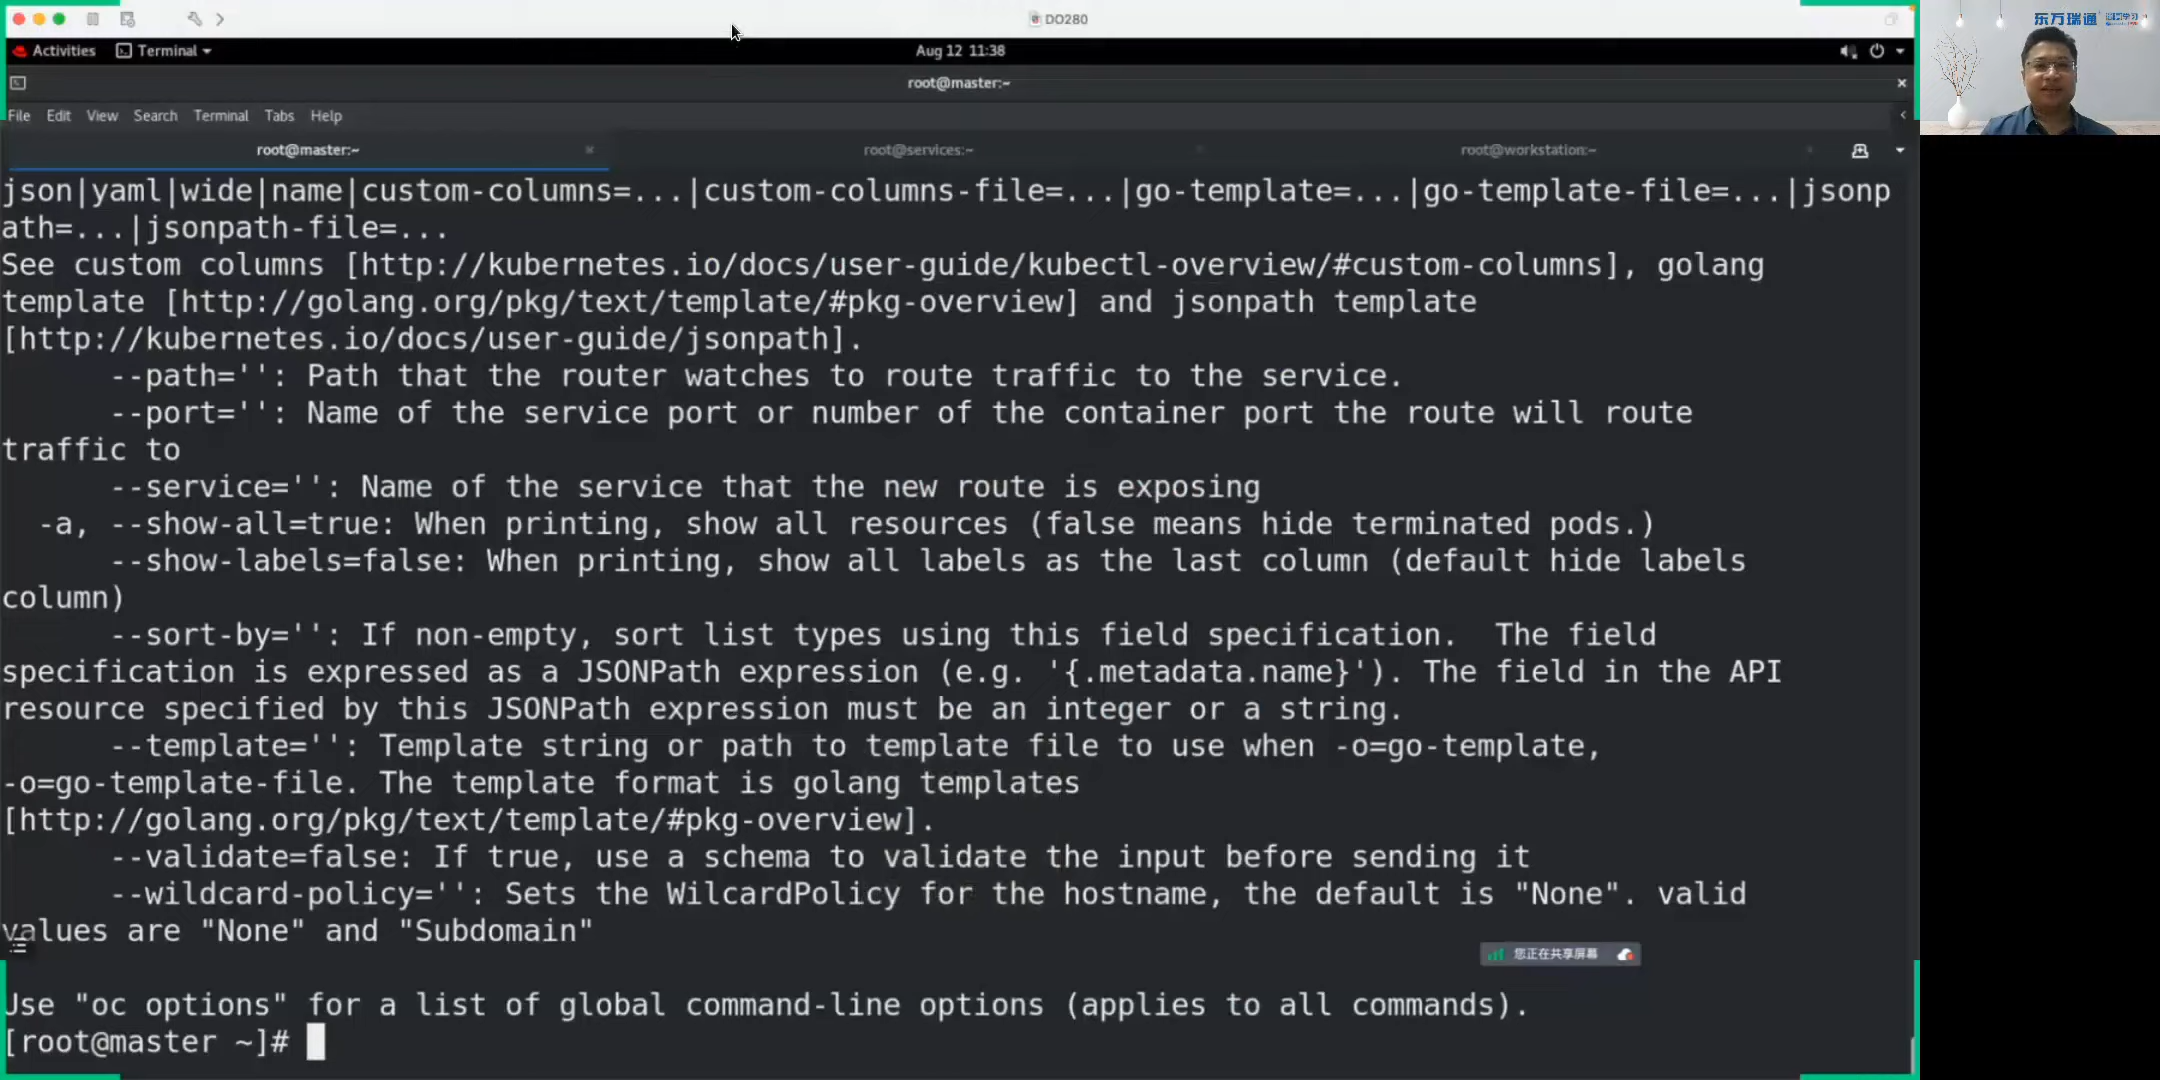 DO280
Activities
Terminal
Aug 12 11:38
root@master:~
File Edit View Search Terminal Tabs Help
root@master:~
root@services:~
root@workstation:~
json|yaml|wide|name|custom-columns=...|custom-columns-file=...|go-template=...|go-template-file=...|jsonp
ath=...|jsonpath-file=...
See custom columns [http://kubernetes.io/docs/user-guide/kubectl-overview/#custom-columns], golang
template [http://golang.org/pkg/text/template/#pkg-overview] and jsonpath template
[http://kubernetes.io/docs/user-guide/jsonpath].
--path='': Path that the router watches to route traffic to the service.
--port='': Name of the service port or number of the container port the route will route
traffic to
--service='': Name of the service that the new route is exposing
-a, --show-all=true: When printing, show all resources (false means hide terminated pods.)
--show-labels=false: When printing, show all labels as the last column (default hide labels
column)
--sort-by='': If non-empty, sort list types using this field specification.  The field
specification is expressed as a JSONPath expression (e.g. '{.metadata.name}'). The field in the API
resource specified by this JSONPath expression must be an integer or a string.
--template='': Template string or path to template file to use when -o=go-template,
-o=go-template-file. The template format is golang templates
[http://golang.org/pkg/text/template/#pkg-overview].
--validate=false: If true, use a schema to validate the input before sending it
--wildcard-policy='': Sets the WilcardPolicy for the hostname, the default is "None". valid
values are "None" and "Subdomain"
您正在共享屏幕
Use "oc options" for a list of global command-line options (applies to all commands).
[root@master ~]#
东方瑞通